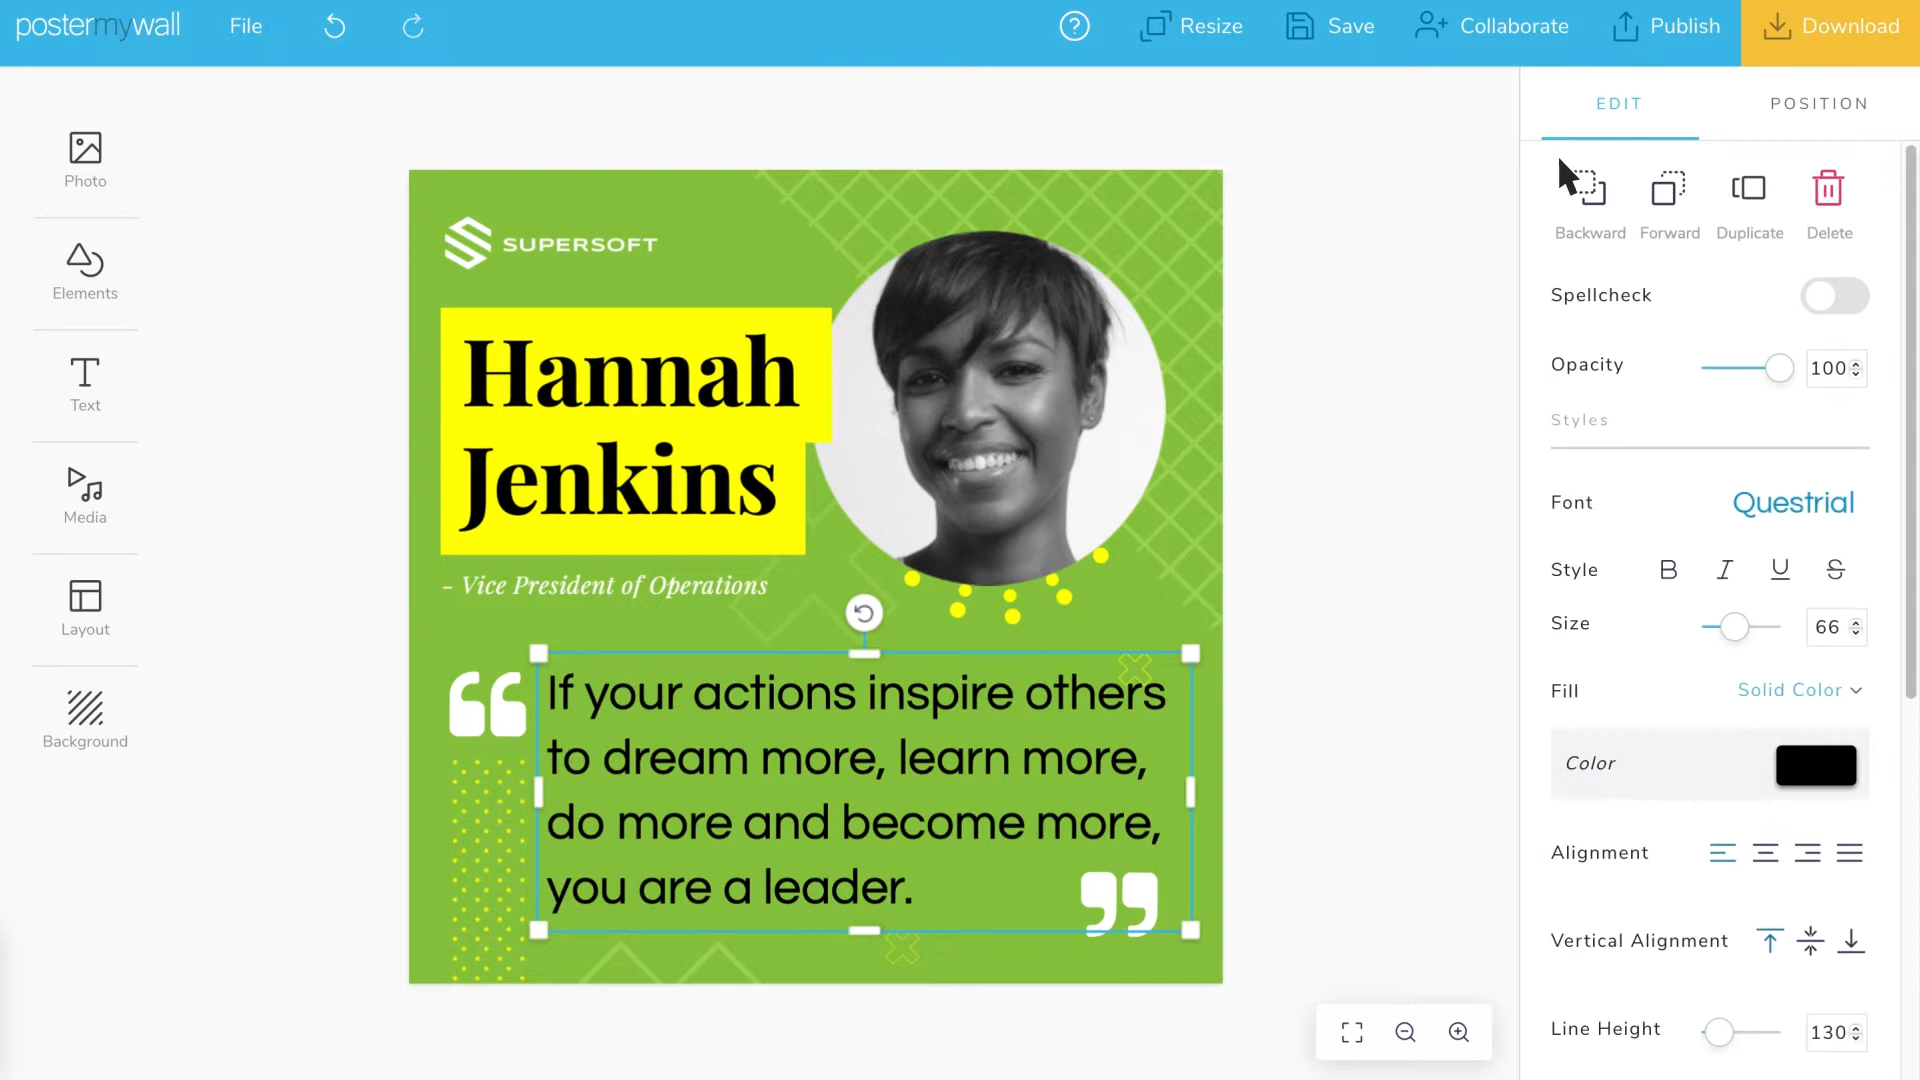 postermywall
File
Resize
Save
Collaborate
Publish
Download
Photo
Elements
Text
Media
Layout
Background
SUPERSOFT
Hannah
Jenkins
- Vice President of Operations
If your actions inspire others
to dream more, learn more,
do more and become more,
you are a leader.
EDIT
POSITION
Backward
Forward
Duplicate
Delete
Spellcheck
Opacity
100
Styles
Font
Questrial
Style
B I U S
Size
66
Fill
Solid Color
Color
Alignment
Vertical Alignment
Line Height
130